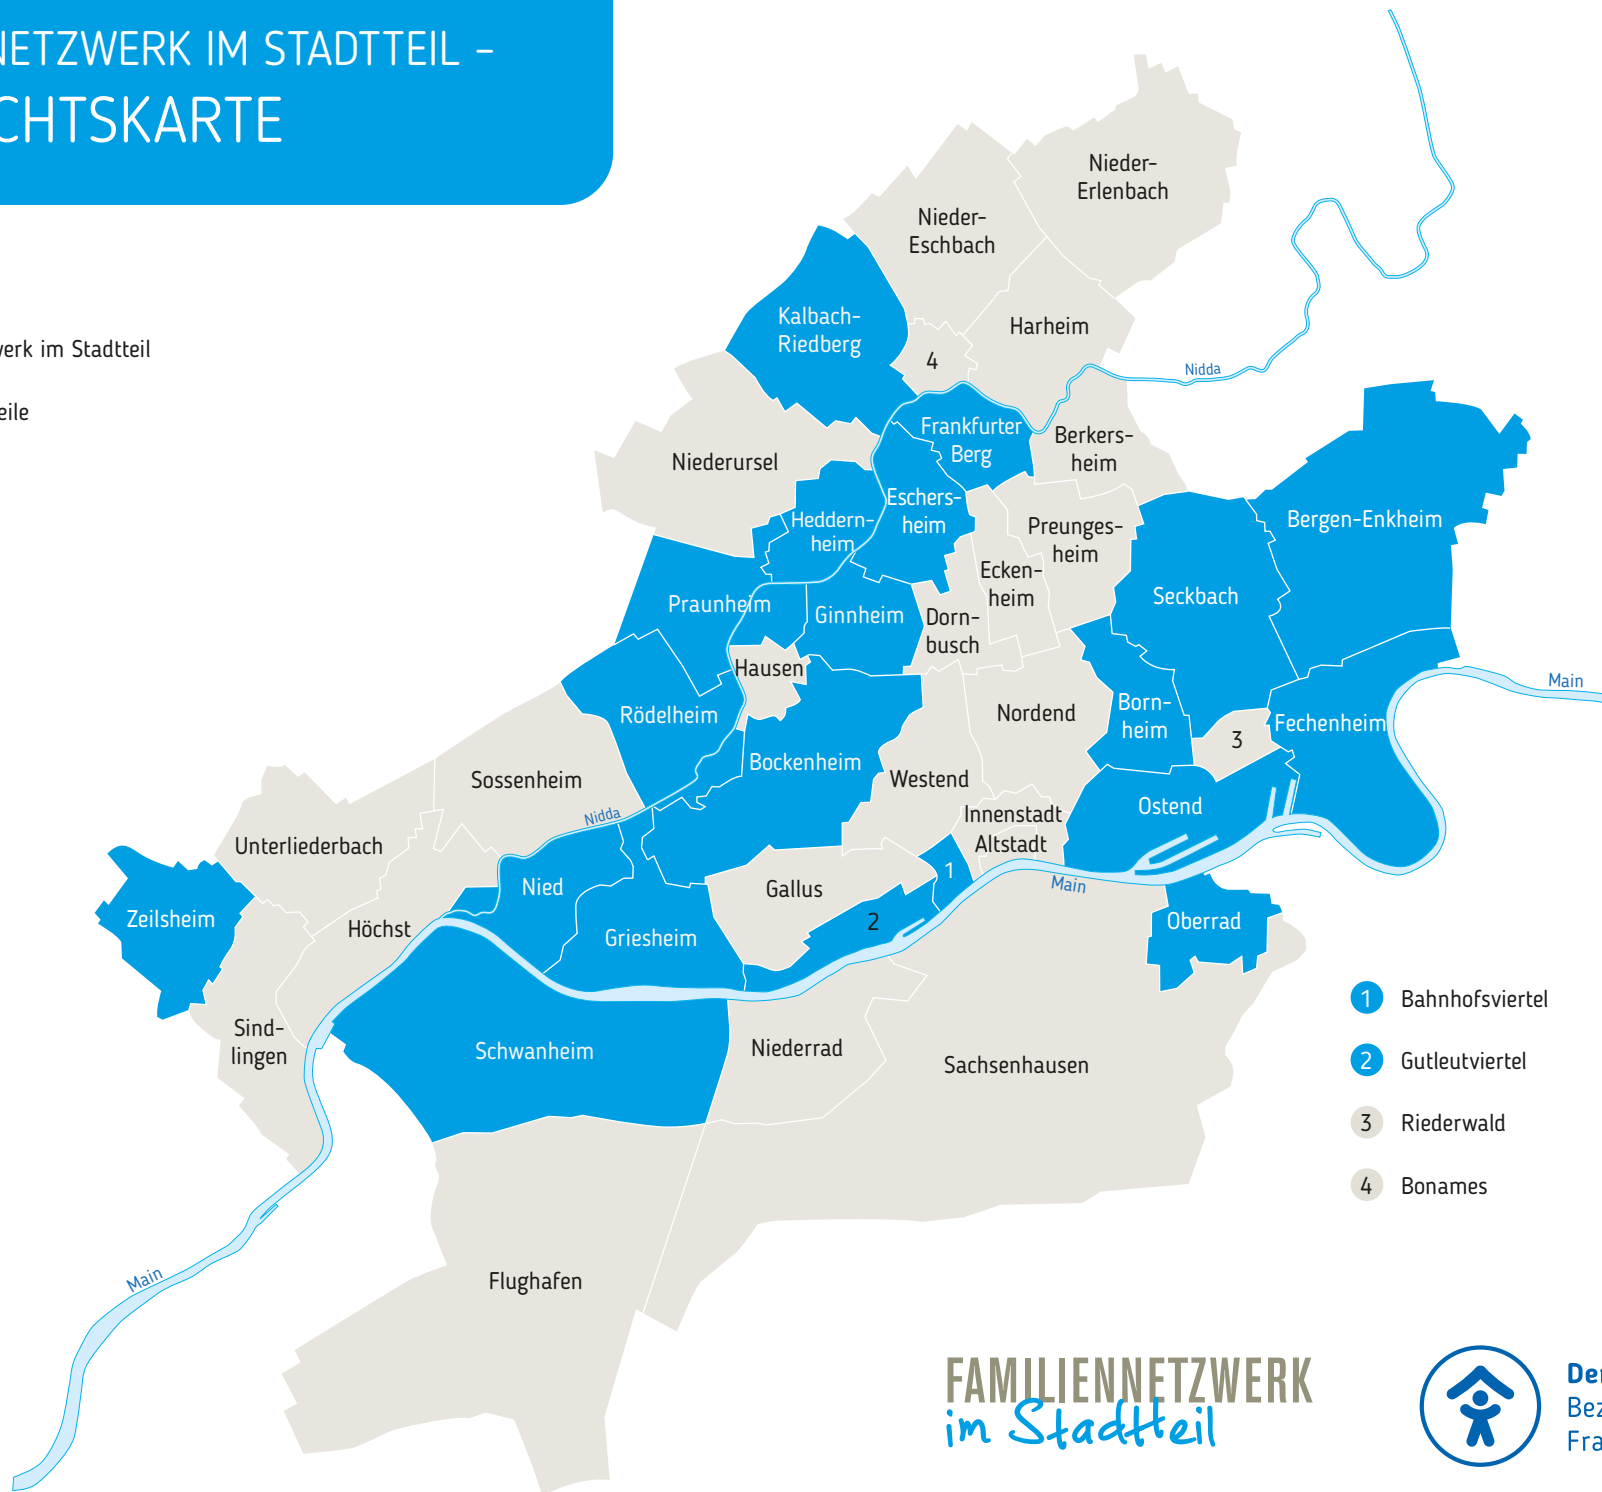 NETZWERK IM STADTTEIL –
CHTSKARTE
werk im Stadtteil
eile
Nieder-
Erlenbach
Nieder-
Eschbach
Kalbach-
Riedberg
Harheim
4
Nidda
Frankfurter
Berg
Berkers-
heim
Niederursel
Eschers-
heim
Heddern-
heim
Preunges-
heim
Bergen-Enkheim
Ecken-
heim
Seckbach
Praunheim
Ginnheim
Dorn-
busch
Hausen
Main
Rödelheim
Nordend
Born-
heim
Fechenheim
3
Bockenheim
Westend
Sossenheim
Ostend
Innenstadt
Nidda
Altstadt
Unterliederbach
1
Main
Nied
Gallus
Zeilsheim
2
Oberrad
Höchst
Griesheim
Sind-
lingen
Schwanheim
Niederrad
Sachsenhausen
1 Bahnhofsviertel
2 Gutleutviertel
3 Riederwald
4 Bonames
Main
Flughafen
FAMILIENNETZWERK
im Stadtteil
Der
Bez
Fra